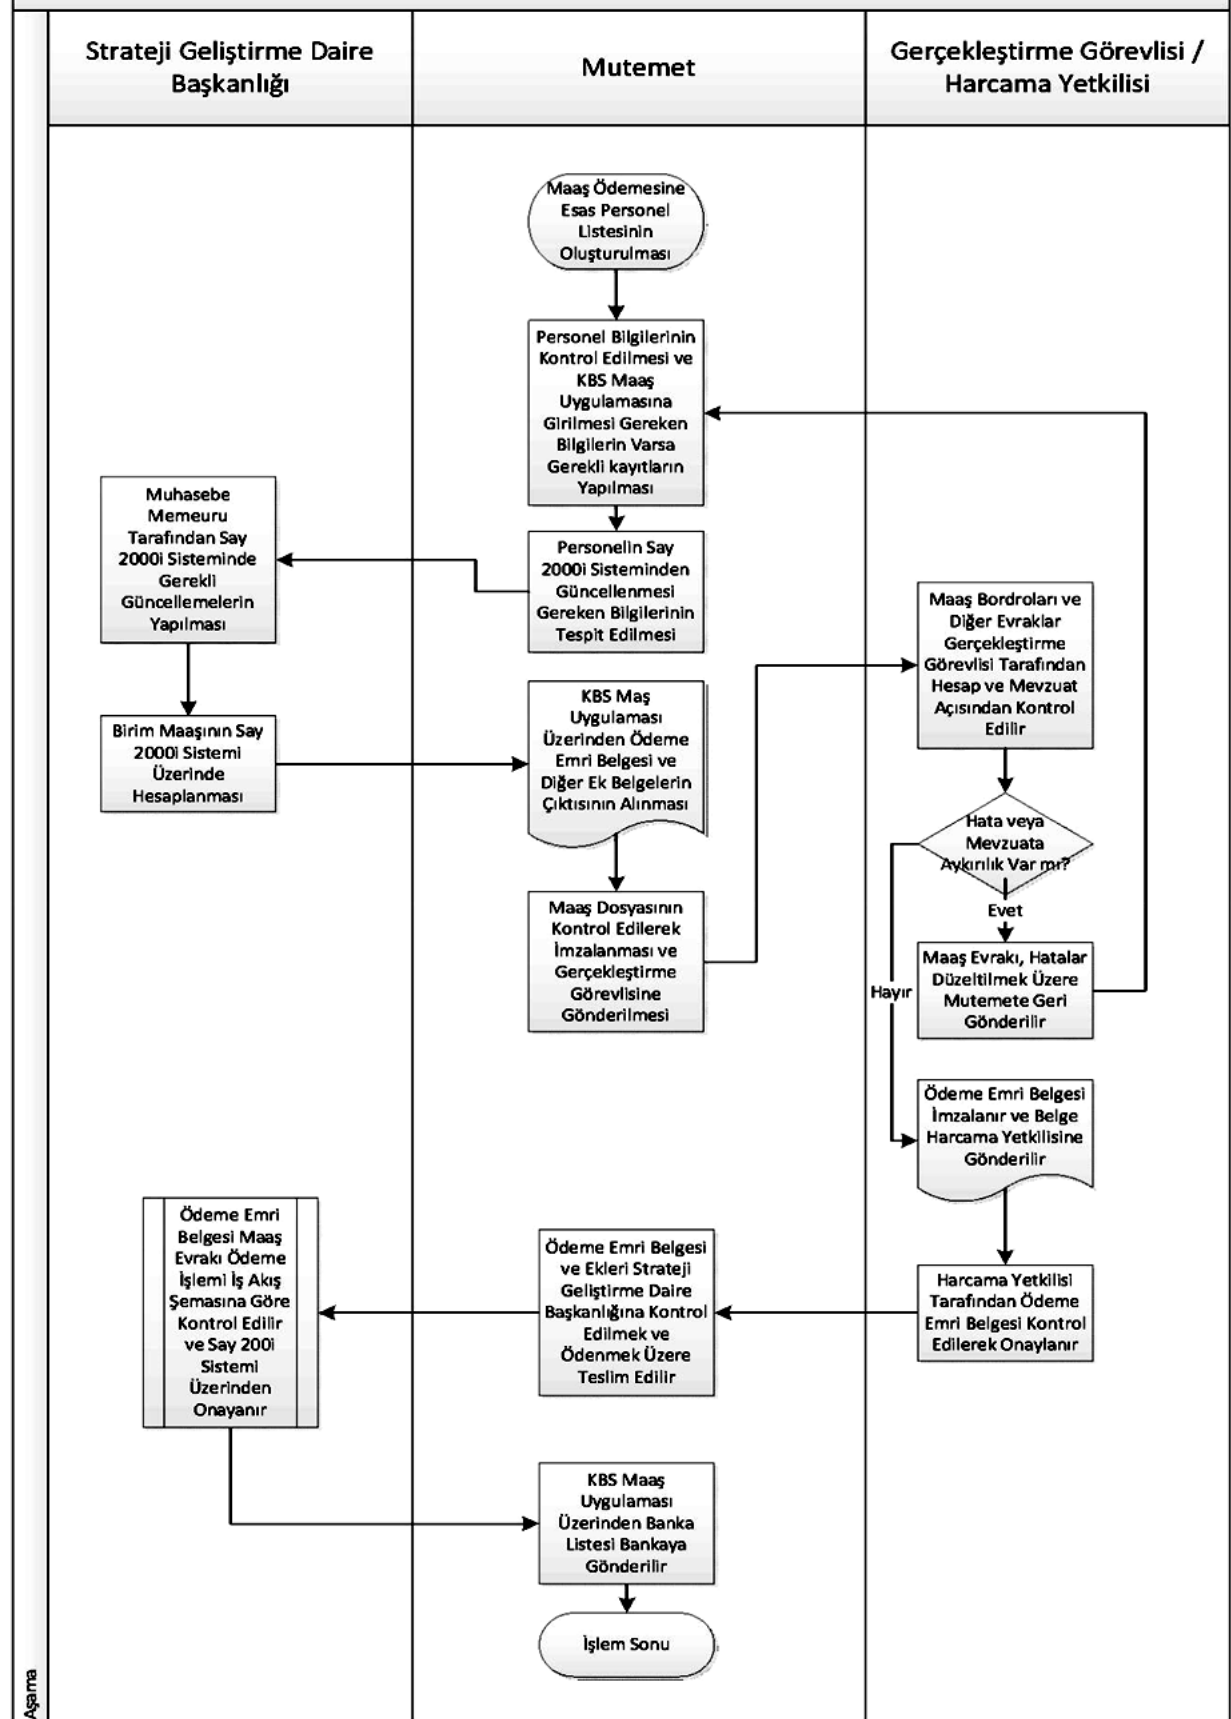 Strateji Geliştirme Daire
Başkanlığı
Mutemet
Gerçekleştirme Görevlisi /
Harcama Yetkilisi
Maaş Ödemesine
Esas Personel
Listesinin
Oluşturulması
Personel Bilgilerinin
Kontrol Edilmesi ve
KBS Maaş
Uygulamasına
Girilmesi Gereken
Bilgilerin Varsa
Gerekli kayıtların
Yapılması
Muhasebe
Memeuru
Tarafından Say
2000i Sisteminde
Gerekli
Güncellemelerin
Yapılması
Personelin Say
2000i Sisteminden
Güncellenmesi
Gereken Bilgilerinin
Tespit Edilmesi
Maaş Bordroları ve
Diğer Evraklar
Gerçekleştirme
Görevlisi Tarafından
Hesap ve Mevzuat
Açısından Kontrol
Edilir
Birim Maaşının Say
2000i Sistemi
Üzerinde
Hesaplanması
KBS Maş
Uygulaması
Üzerinden Ödeme
Emri Belgesi ve
Diğer Ek Belgelerin
Çıktısının Alınması
Hata veya
Mevzuata
Aykırılık Var mı?
Evet
Hayır
Maaş Dosyasının
Kontrol Edilerek
İmzalanması ve
Gerçekleştirme
Görevlisine
Gönderilmesi
Maaş Evrakı, Hatalar
Düzeltilmek Üzere
Mutemete Geri
Gönderilir
Ödeme Emri Belgesi
İmzalanır ve Belge
Harcama Yetkilisine
Gönderilir
Ödeme Emri
Belgesi Maaş
Evrakı Ödeme
İşlemi İş Akış
Şemasına Göre
Kontrol Edilir
ve Say 200i
Sistemi
Üzerinden
Onayanır
Ödeme Emri Belgesi
ve Ekleri Strateji
Geliştirme Daire
Başkanlığına Kontrol
Edilmek ve
Ödenmek Üzere
Teslim Edilir
Harcama Yetkilisi
Tarafından Ödeme
Emri Belgesi Kontrol
Edilerek Onaylanır
KBS Maaş
Uygulaması
Üzerinden Banka
Listesi Bankaya
Gönderilir
İşlem Sonu
Aşama